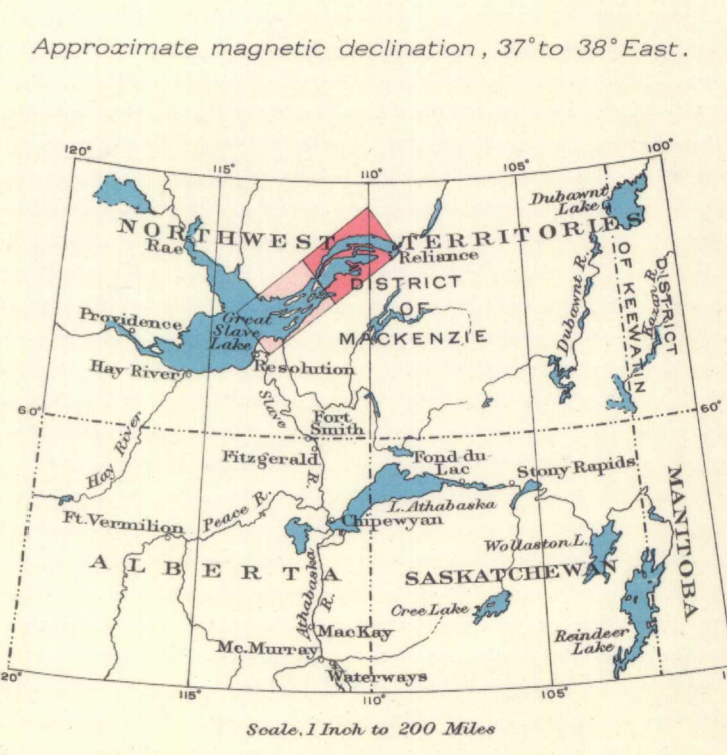 Approximate magnetic declination, 37° to 38° East.
120°
115°
110°
105°
100°
Dubawnt
Lake
NORTHWEST TERRITORIES
Rae
Reliance
DISTRICT
OF
MACKENZIE
DISTRICT
OF KEEWATIN
Kazan R.
Dubawnt R.
Providence
Great
Slave
Lake
Hay River
Resolution
60°
60°
Slave
R.
Fort
Smith
Hay River
Fitzgerald
Fond-du-
Lac
Stony Rapids
MANITOBA
Peace R.
L. Athabaska
Ft. Vermilion
Chipewyan
Wollaston L.
ALBERTA
SASKATCHEWAN
Athabaska
R.
Cree Lake
MacKay
Reindeer
Lake
Mc. Murray
Waterways
20°
115°
110°
105°
Scale, 1 Inch to 200 Miles